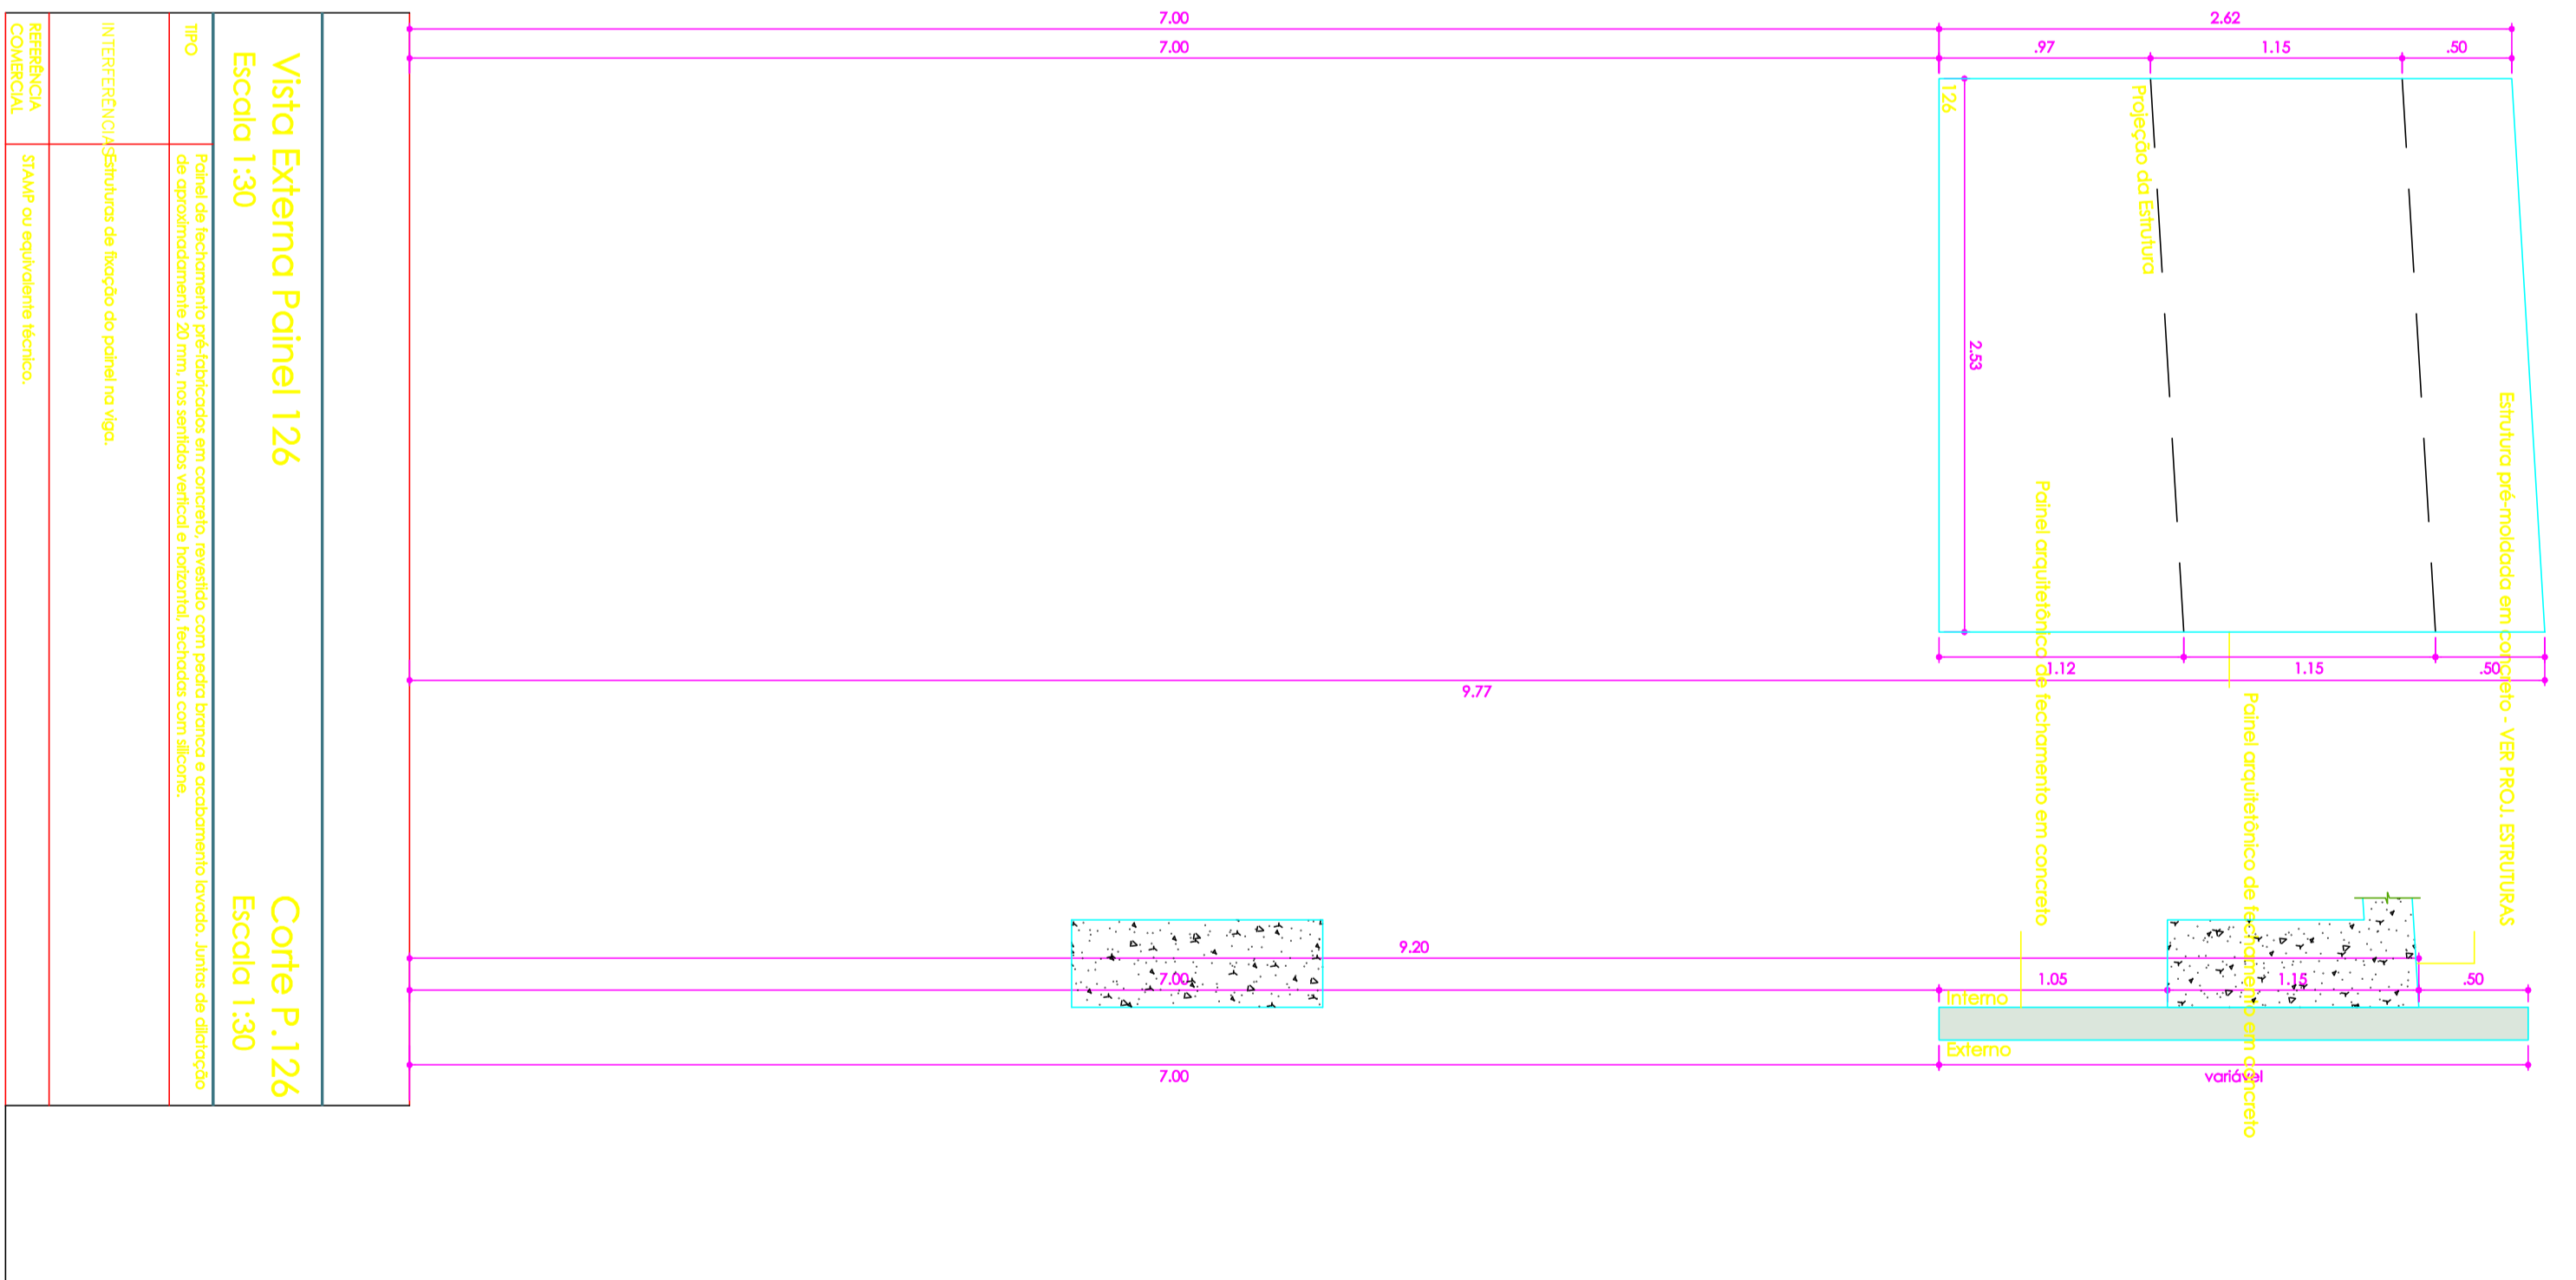 7.00
2.62
7.00
.97
1.15
.50
126
Projeção da Estrutura
2.53
Estrutura pré-moldada em concreto - VER PROJ. ESTRUTURAS
Painel arquitetônico de fechamento em concreto
Painel arquitetônico de fechamento em concreto
1.12
1.15
.50
9.77
9.20
7.00
1.05
1.15
.50
Interno
Externo
7.00
variável
Vista Externa Painel 126
Escala 1:30
Corte P.126
Escala 1:30
TIPO
Painel de fechamento pré-fabricados em concreto, revestido com pedra branca e acabamento lavado. Juntas de dilatação
de aproximadamente 20 mm, nos sentidos vertical e horizontal, fechadas com silicone.
INTERFERÊNCIAS
Estruturas de fixação do painel na viga.
REFERÊNCIA
COMERCIAL
STAMP ou equivalente técnico.